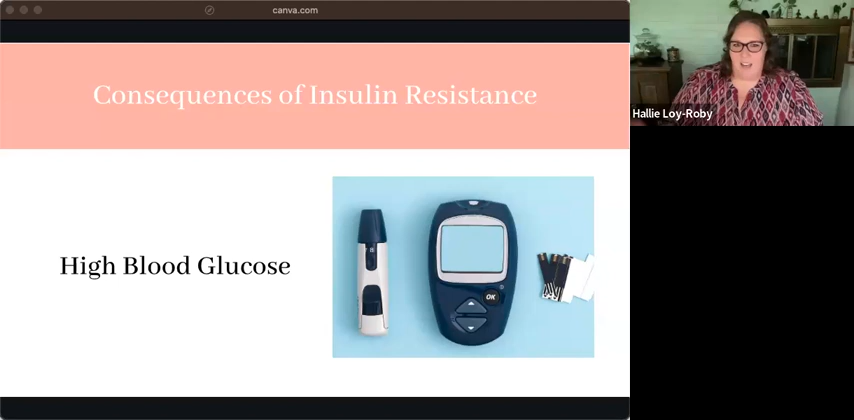 canva.com
Consequences of Insulin Resistance
High Blood Glucose
OK
Hallie Loy-Roby